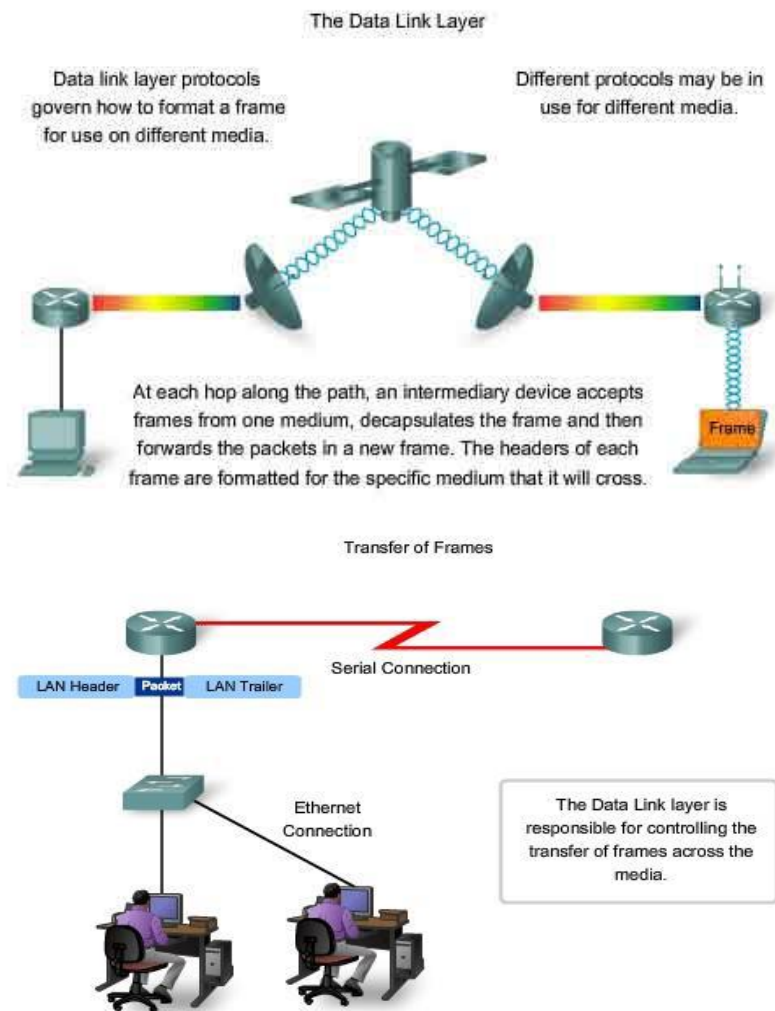 The Data Link Layer
Data link layer protocols
govern how to format a frame
for use on different media.
Different protocols may be in
use for different media.
At each hop along the path, an intermediary device accepts
frames from one medium, decapsulates the frame and then
forwards the packets in a new frame. The headers of each
frame are formatted for the specific medium that it will cross.
Frame
Transfer of Frames
Serial Connection
LAN Header
Packet
LAN Trailer
Ethernet
Connection
The Data Link layer is
responsible for controlling the
transfer of frames across the
media.